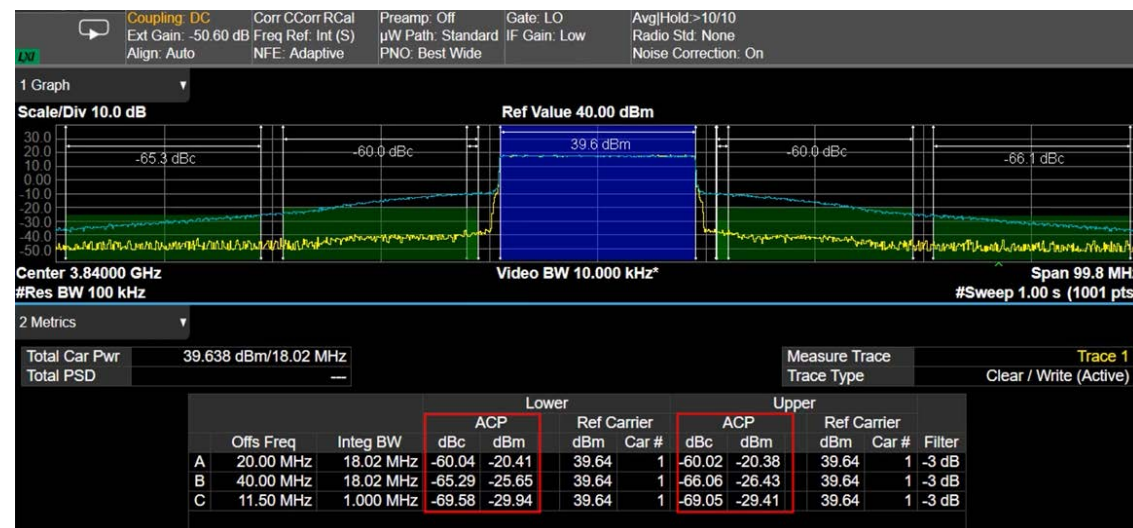 Coupling: DC Corr CCorr RCal Preamp: Off Gate: LO Avg|Hold:>10/10
Ext Gain: -50.60 dB Freq Ref: Int (S) µW Path: Standard IF Gain: Low Radio Std: None
LXI Align: Auto NFE: Adaptive PNO: Best Wide Noise Correction: On
1 Graph
Scale/Div 10.0 dB Ref Value 40.00 dBm
30.0
20.0
10.0
0.00
-10.0
-20.0
-30.0
-40.0
-50.0
-65.3 dBc -60.0 dBc 39.6 dBm -60.0 dBc -66.1 dBc
Center 3.84000 GHz Video BW 10.000 kHz* Span 99.8 MH
#Res BW 100 kHz #Sweep 1.00 s (1001 pts
2 Metrics
Total Car Pwr 39.638 dBm/18.02 MHz Measure Trace Trace 1
Total PSD --- Trace Type Clear / Write (Active)
Lower Upper
ACP Ref Carrier ACP Ref Carrier
Offs Freq Integ BW dBc dBm dBm Car # dBc dBm dBm Car # Filter
A 20.00 MHz 18.02 MHz -60.04 -20.41 39.64 1 -60.02 -20.38 39.64 1 -3 dB
B 40.00 MHz 18.02 MHz -65.29 -25.65 39.64 1 -66.06 -26.43 39.64 1 -3 dB
C 11.50 MHz 1.000 MHz -69.58 -29.94 39.64 1 -69.05 -29.41 39.64 1 -3 dB